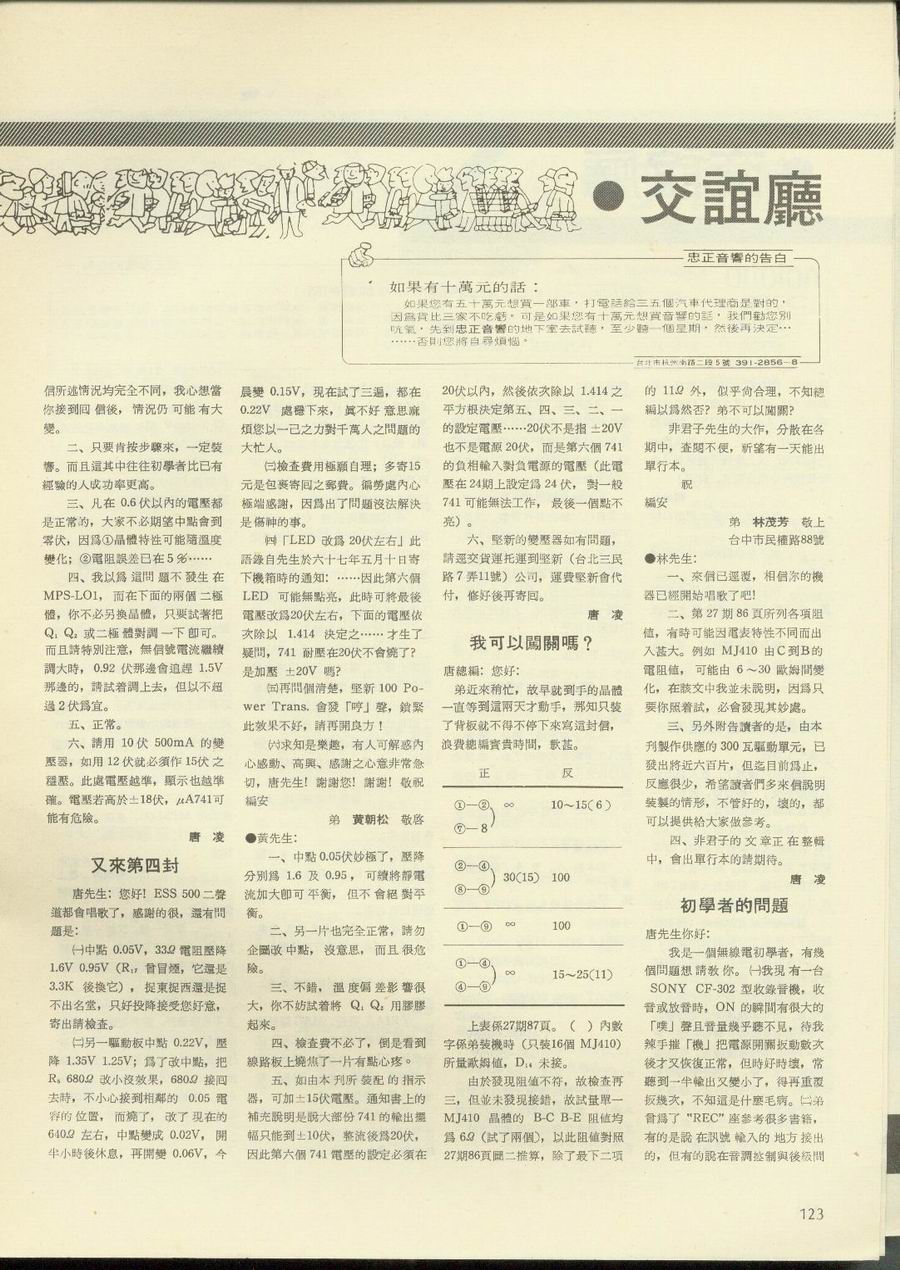 ●交誼廳
忠正音響的告白
如果有十萬元的話：
如果您有五十萬元想買一部車，打電話給三五個汽車代理商是對的，
因為貨比三家不吃虧。可是如果您有十萬元想買音響的話，我們勸您別
吭氣，先到忠正音響的地下室去試聽，至少聽一個星期，然後再決定…
……否則您將自尋煩惱。
台北市杭州南路二段5號 391-2856—8
信所述情況均完全不同，我心想當
你接到回信後，情況仍可能有大
變。
二、只要肯按步驟來，一定裝
響。而且這其中往往初學者比已有
經驗的人成功率更高。
三、凡在 0.6 伏以內的電壓都
是正常的，大家不必期望中點會到
零伏，因爲①晶體特性可能隨溫度
變化；②電阻誤差已在5％……
四、我以爲這問題不發生在
MPS-LO1，而在下面的兩個二極
體，你不必另換晶體，只要試著把
Q₁ Q₂ 或二極體對調一下卽可。
而且請特別注意，無信號電流繼續
調大時，0.92 伏那邊會追趕 1.5V
那邊的，請試着調上去，但以不超
過2伏爲宜。
五、正常。
六、請用 10伏 500mA 的變
壓器，如用12伏就必須作15伏之
穩壓。此處電壓越準，顯示也越準
確。電壓若高於±18伏，μA741可
能有危險。
唐　凌
又來第四封
唐先生：您好！ESS 500 二聲
道都會唱歌了，感謝的很，還有問
題是：
㈠中點 0.05V，33Ω 電阻壓降
1.6V 0.95V（R₁₇ 曾冒煙，它還是
3.3K 後換它），捉東捉西還是捉
不出名堂，只好投降接受您好意，
寄出請檢查。
㈡另一驅動板中點 0.22V，壓
降 1.35V 1.25V；爲了改中點，把
R₈ 680Ω 改小沒效果，680Ω 接回
去時，不小心接到相鄰的 0.05 電
容的位置，而燒了，改了現在的
640Ω 左右，中點變成 0.02V，開
半小時後休息，再開變 0.06V，今
晨變 0.15V，現在試了三遍，都在
0.22V 處穩下來，眞不好意思麻
煩您以一己之力對千萬人之問題的
大忙人。
㈢檢查費用極願自理；多寄15
元是包裹寄回之郵費。倘勞處內心
極端感謝，因爲出了問題沒法解決
是傷神的事。
㈣「LED 改爲 20伏左右」此
語錄自先生於六十七年五月十日寄
下機箱時的通知：……因此第六個
LED 可能無點亮，此時可將最後
電壓改爲20伏左右，下面的電壓依
次除以 1.414 決定之……才生了
疑問，741 耐壓在20伏不會燒了？
是加壓 ±20V 嗎？
㈤再問個清楚，堅新 100 Po-
wer Trans. 會發「哼」聲，鎖緊
此效果不好，請再開良方！
㈥求知是樂趣，有人可解惑內
心感動、高興、感謝之心意非常急
切，唐先生！謝謝您！謝謝！敬祝
編安
弟　黃朝松　敬啓
●黃先生：
一、中點 0.05伏妙極了，壓降
分別爲 1.6 及 0.95，可續將靜電
流加大卽可平衡，但不會絕對平
衡。
二、另一片也完全正常，請勿
企圖改中點，沒意思，而且很危
險。
三、不錯，溫度偏差影響很
大，你不妨試着將 Q₁ Q₂ 用膠膠
起來。
四、檢查費不必了，倒是看到
線路板上燒焦了一片有點心疼。
五、如由本刊所裝配的指示
器，可加±15伏電壓。通知書上的
補充說明是說大部份741的輸出擺
幅只能到±10伏，整流後爲20伏，
因此第六個741電壓的設定必須在
20伏以內，然後依次除以 1.414 之
平方根決定第五、四、三、二、一
的設定電壓……20伏不是指 ±20V
也不是電源 20伏，而是第六個 741
的負相輸入對負電源的電壓（此電
壓在24期上設定爲24伏，對一般
741 可能無法工作，最後一個點不
亮）。
六、堅新的變壓器如有問題，
請逕交貨運托運到堅新（台北三民
路7弄11號）公司，運費堅新會代
付，修好後再寄回。
唐　凌
我可以闖關嗎？
唐總編：您好：
弟近來稍忙，故早就到手的晶體
一直等到這兩天才動手，那知只裝
了背板就不得不停下來寫這封信，
浪費總編寶貴時間，歉甚。
正　反
①—②
⑦— 8 ) ∞ 10～15(6)
②—④
⑧—⑥ ) 30(15) 100
①—⑨ ∞ 100
①—④
④—⑨ ) ∞ 15～25(11)
上表係27期87頁。（　）內數
字係弟裝機時（只裝16個 MJ410）
所量歐姆値，D₁₄ 未接。
由於發現阻值不符，故檢查再
三，但並未發現接錯，故試量單一
MJ410 晶體的 B-C B-E 阻値均
爲 6Ω（試了兩個），以此阻値對照
27期86頁圖二推算，除了最下二項
的 11Ω 外，似乎尙合理，不知總
編以爲然否？弟不可以闖關？
非君子先生的大作，分散在各
期中，查閱不便，祈望有一天能出
單行本。
祝
編安
弟　林茂芳　敬上
台中市民權路88號
●林先生：
一、來信已逕覆，相信你的機
器已經開始唱歌了吧！
二、第27期86頁所列各項阻
値，有時可能因電表特性不同而出
入甚大。例如 MJ410 由C到B的
電阻値，可能由 6～30 歐姆間變
化，在該文中我並未說明，因爲只
要你照着試，必會發現其妙處。
三、另外附告讀者的是，由本
刊製作供應的 300 瓦驅動單元，已
發出將近六百片，但迄目前爲止，
反應很少，希望讀者們多來信說明
裝製的情形，不管好的，壞的，都
可以提供給大家做參考。
四、非君子的文章正在整輯
中，會出單行本的請期待。
唐　凌
初學者的問題
唐先生你好：
我是一個無線電初學者，有幾
個問題想請敎你。㈠我現有一台
SONY CF-302 型收錄音機，收
音或放音時，ON 的瞬間有很大的
「噗」聲且音量幾乎聽不見，待我
辣手摧「機」把電源開關扳動數次
後才又恢復正常，但時好時壞，常
聽到一半輸出又變小了，得再重覆
扳幾次，不知這是什麼毛病。㈡弟
曾爲了 “REC” 座參考很多書籍，
有的是說在訊號輸入的地方接出
的，但有的說在音調控制與後級間
123